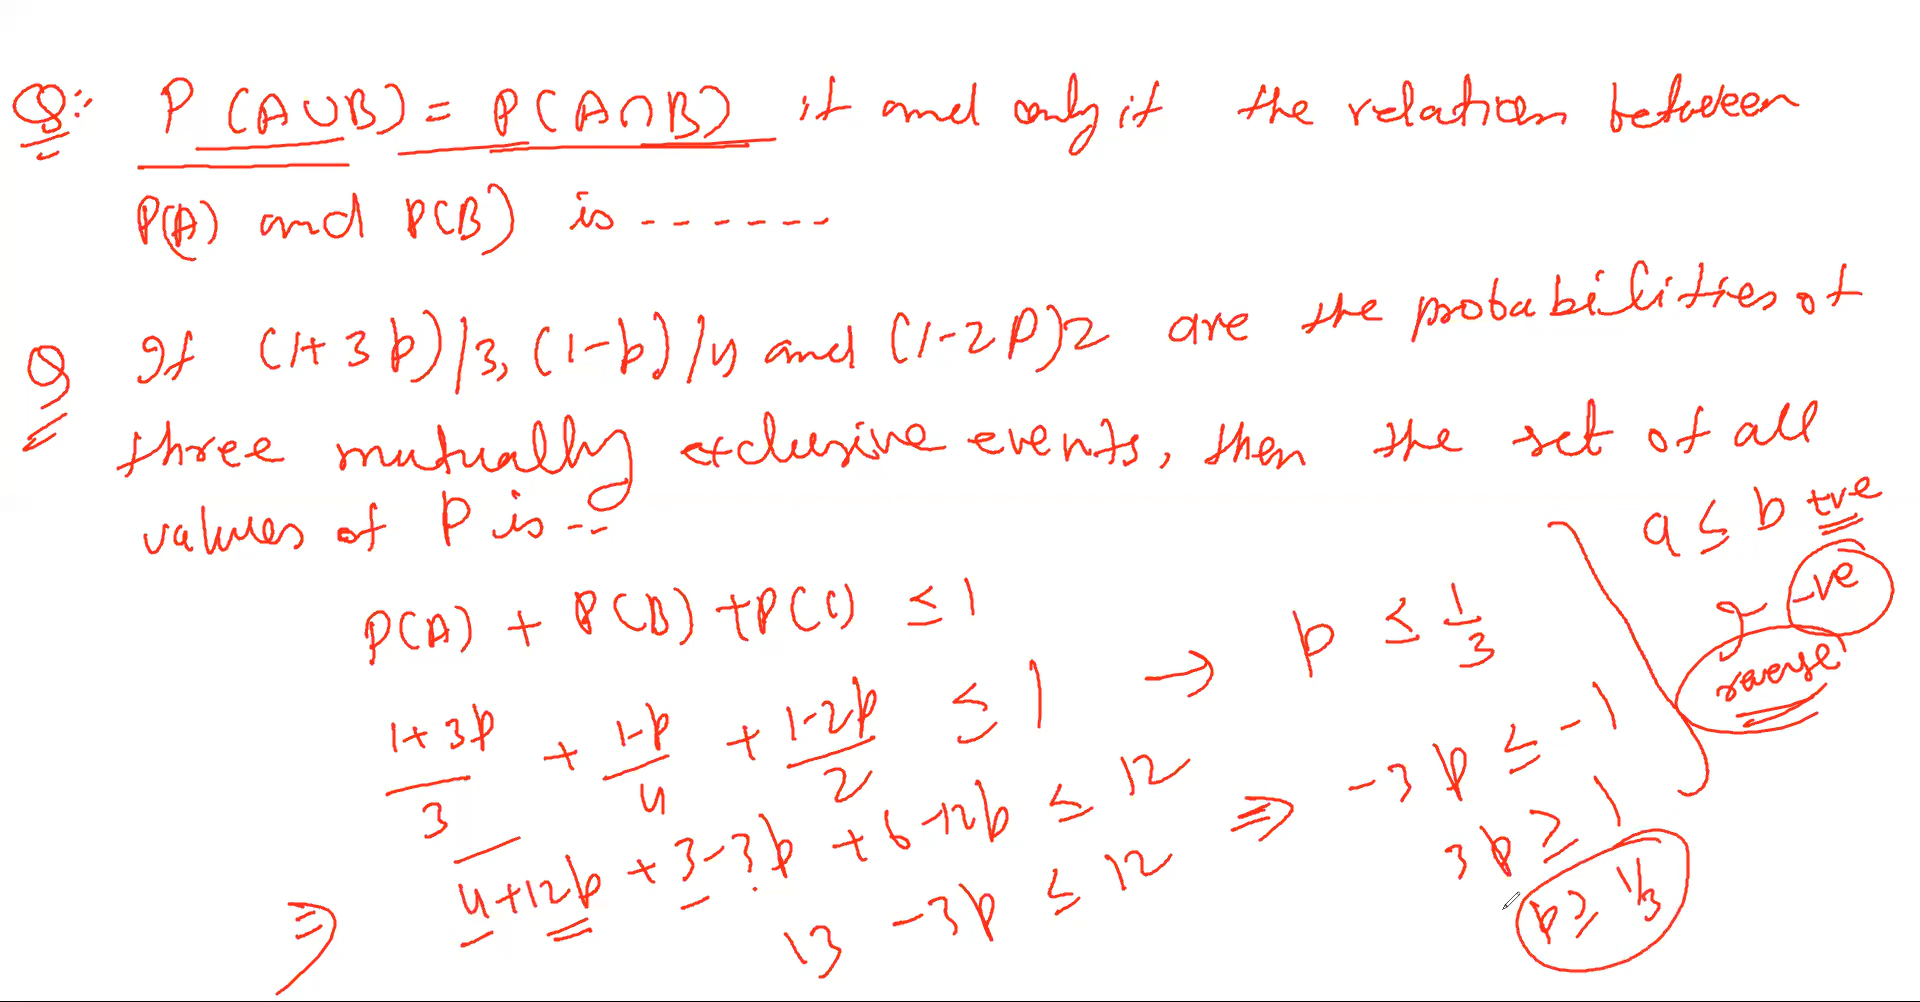 Q: P(A∪B) = P(A∩B) if and only if the relation between
P(A) and P(B) is ------
Q If (1+3p)/3, (1-p)/4 and (1-2p)2 are the probabilities of
three mutually exclusive events, then the set of all
values of P is --
P(A) + P(B) + P(C) ≤ 1
(1+3p)/3 + (1-p)/4 + (1-2p)/2 ≤ 1 → p ≤ 1/3
⇒ 4+12p + 3-3p + 6-12p ≤ 12
13 -3p ≤ 12
⇒ -3p ≤ -1
3p ≥ 1
p ≥ 1/3
a ≤ b +ve
-ve
reverse